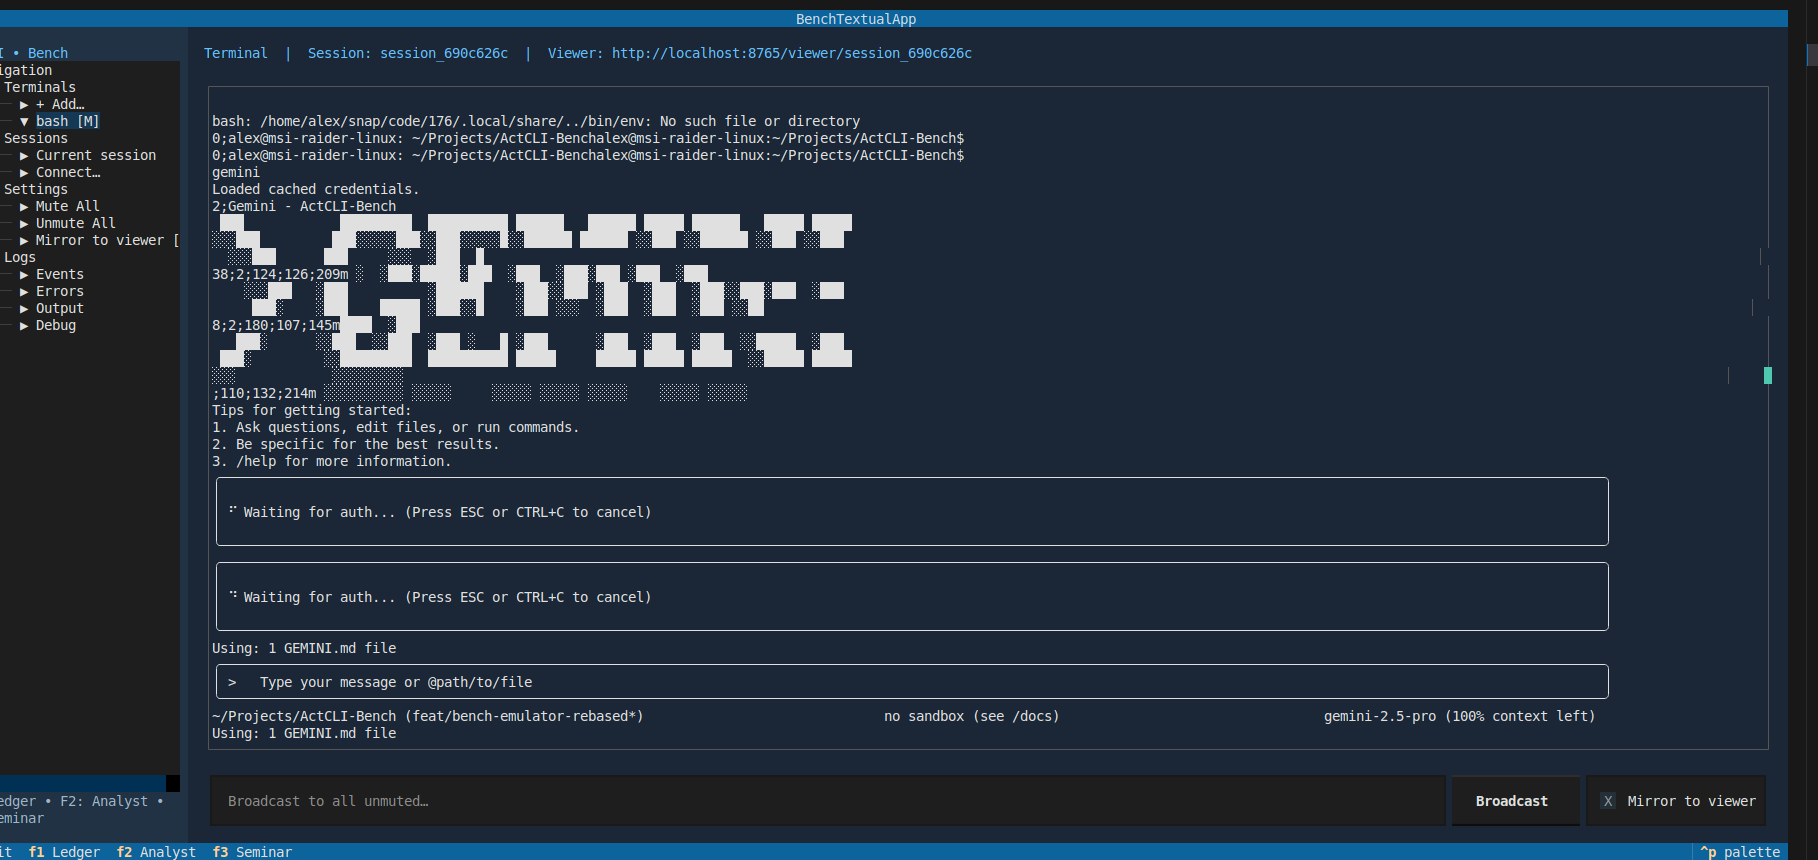 BenchTextualApp
I • Bench
Terminal | Session: session_690c626c | Viewer: http://localhost:8765/viewer/session_690c626c
igation
Terminals
▶ + Add…
▼ bash [M]
Sessions
▶ Current session
▶ Connect…
Settings
▶ Mute All
▶ Unmute All
▶ Mirror to viewer [
Logs
▶ Events
▶ Errors
▶ Output
▶ Debug
edger • F2: Analyst •
eminar
bash: /home/alex/snap/code/176/.local/share/../bin/env: No such file or directory
0;alex@msi-raider-linux: ~/Projects/ActCLI-Benchalex@msi-raider-linux:~/Projects/ActCLI-Bench$
0;alex@msi-raider-linux: ~/Projects/ActCLI-Benchalex@msi-raider-linux:~/Projects/ActCLI-Bench$
gemini
Loaded cached credentials.
2;Gemini - ActCLI-Bench
38;2;124;126;209m
8;2;180;107;145m
;110;132;214m
Tips for getting started:
1. Ask questions, edit files, or run commands.
2. Be specific for the best results.
3. /help for more information.
⠋ Waiting for auth... (Press ESC or CTRL+C to cancel)
⠙ Waiting for auth... (Press ESC or CTRL+C to cancel)
Using: 1 GEMINI.md file
> Type your message or @path/to/file
~/Projects/ActCLI-Bench (feat/bench-emulator-rebased*) no sandbox (see /docs) gemini-2.5-pro (100% context left)
Using: 1 GEMINI.md file
Broadcast to all unmuted…
Broadcast
X Mirror to viewer
it f1 Ledger f2 Analyst f3 Seminar
^p palette